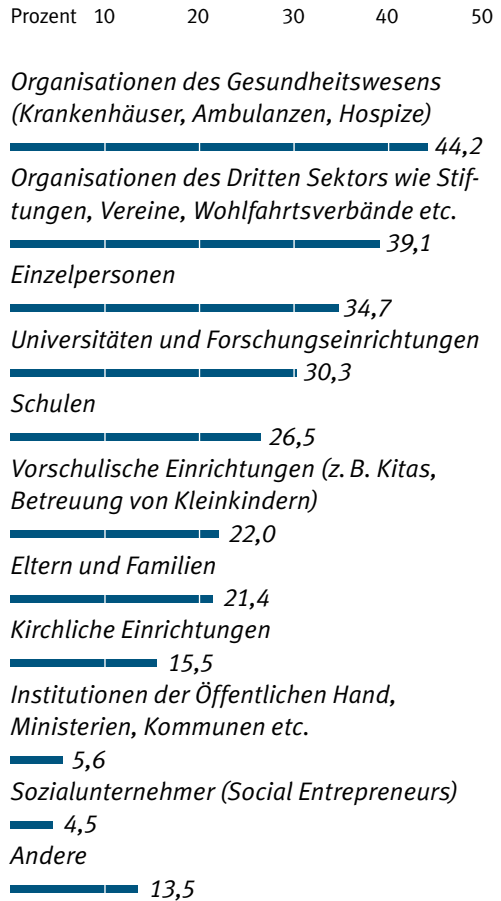 Prozent 10 20 30 40 50
Organisationen des Gesundheitswesens
(Krankenhäuser, Ambulanzen, Hospize)
44,2
Organisationen des Dritten Sektors wie Stif-
tungen, Vereine, Wohlfahrtsverbände etc.
39,1
Einzelpersonen
34,7
Universitäten und Forschungseinrichtungen
30,3
Schulen
26,5
Vorschulische Einrichtungen (z. B. Kitas,
Betreuung von Kleinkindern)
22,0
Eltern und Familien
21,4
Kirchliche Einrichtungen
15,5
Institutionen der Öffentlichen Hand,
Ministerien, Kommunen etc.
5,6
Sozialunternehmer (Social Entrepreneurs)
4,5
Andere
13,5